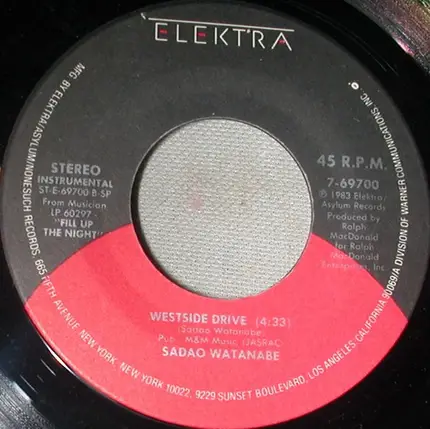 ELEKTRA
STEREO
INSTRUMENTAL
ST-E-69700 B-SP
From Musician
LP 60297 -
"FILL UP
THE NIGHT"
45 R.P.M.
7-69700
℗ 1983 Elektra/
Asylum Records
Produced by
Ralph
MacDonald
for Ralph
MacDonald
Enterprises, Inc.
WESTSIDE DRIVE (4:33)
(Sadao Watanabe)
Pub. M&M Music (JASRAC)
SADAO WATANABE
MFG BY ELEKTRA/ASYLUM/NONESUCH RECORDS, 665 FIFTH AVENUE, NEW YORK, NEW YORK 10022, 9229 SUNSET BOULEVARD, LOS ANGELES, CALIFORNIA 90069/A DIVISION OF WARNER COMMUNICATIONS INC.